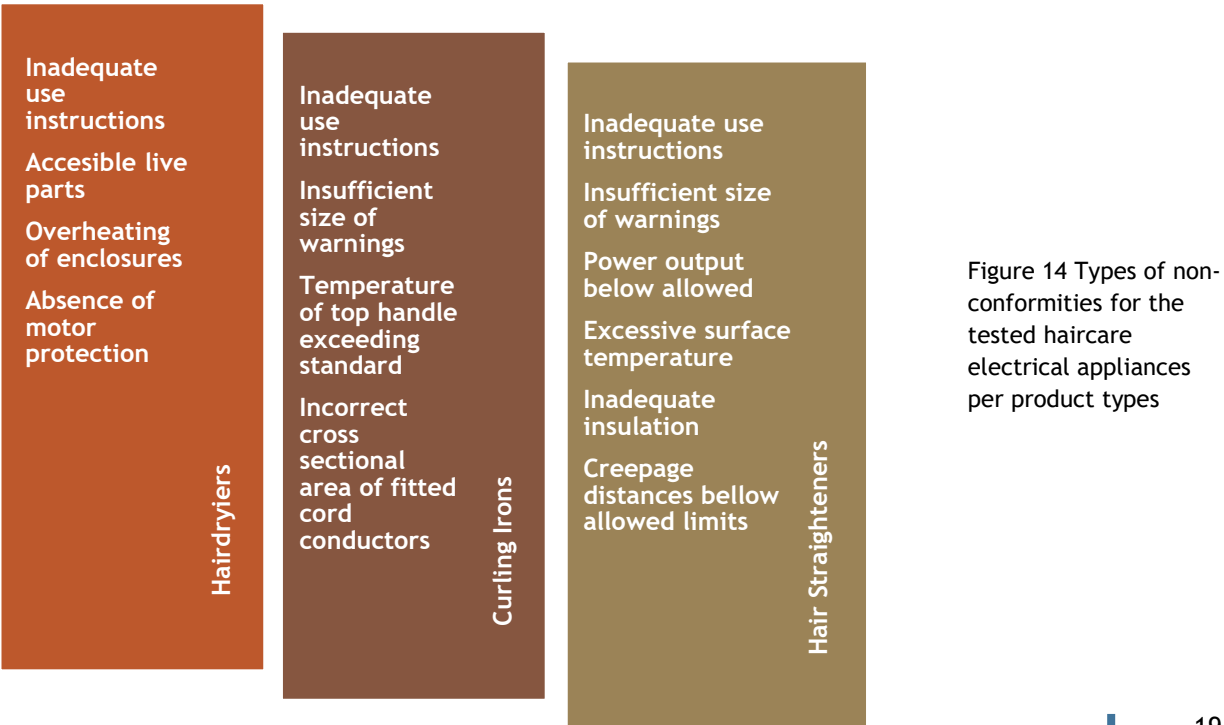 Inadequate
use
instructions
Accesible live
parts
Overheating
of enclosures
Absence of
motor
protection
Hairdryiers
Inadequate
use
instructions
Insufficient
size of
warnings
Temperature
of top handle
exceeding
standard
Incorrect
cross
sectional
area of fitted
cord
conductors
Curling Irons
Inadequate use
instructions
Insufficient size
of warnings
Power output
below allowed
Excessive surface
temperature
Inadequate
insulation
Creepage
distances bellow
allowed limits
Hair Straighteners
Figure 14 Types of non-
conformities for the
tested haircare
electrical appliances
per product types